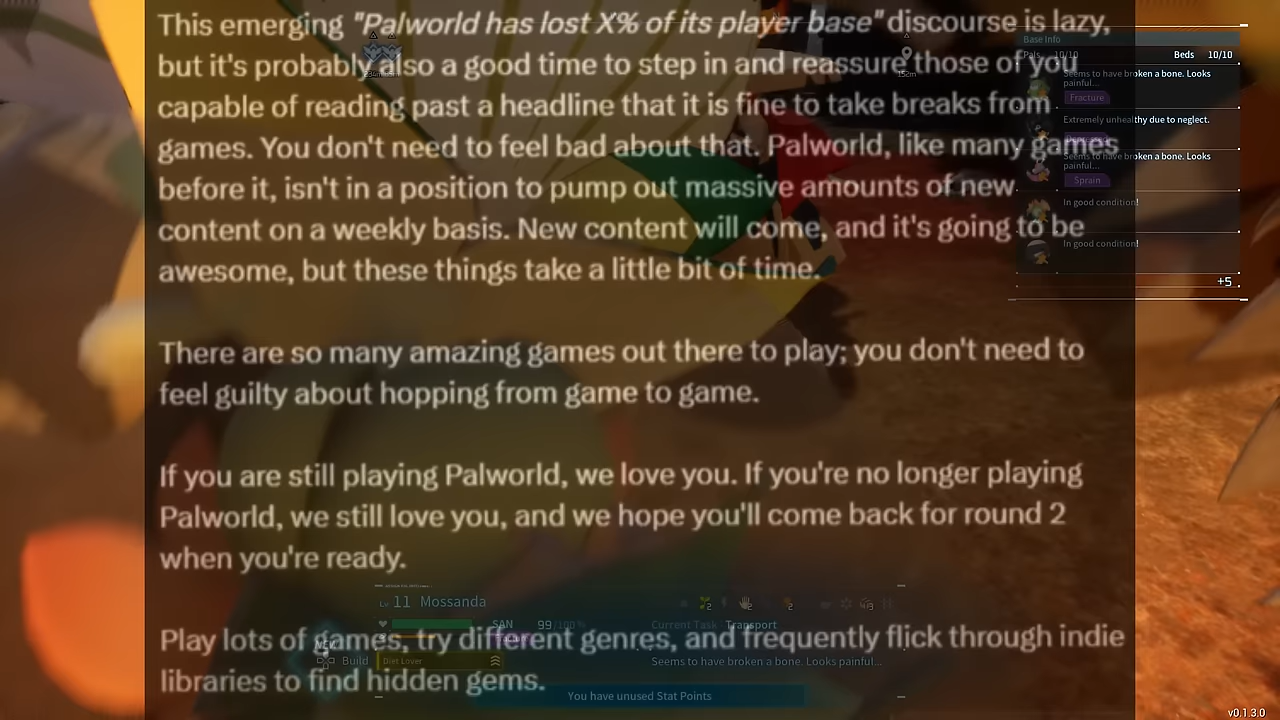 This emerging "Palworld has lost X% of its player base" discourse is lazy,
but it's probably also a good time to step in and reassure those of you
capable of reading past a headline that it is fine to take breaks from
games. You don't need to feel bad about that. Palworld, like many games
before it, isn't in a position to pump out massive amounts of new
content on a weekly basis. New content will come, and it's going to be
awesome, but these things take a little bit of time.
There are so many amazing games out there to play; you don't need to
feel guilty about hopping from game to game.
If you are still playing Palworld, we love you. If you're no longer playing
Palworld, we still love you, and we hope you'll come back for round 2
when you're ready.
Play lots of games, try different genres, and frequently flick through indie
libraries to find hidden gems.
Base Info
Pals 10/10 Beds 10/10
Seems to have broken a bone. Looks
painful...
Fracture
Extremely unhealthy due to neglect.
Seems to have broken a bone. Looks
painful...
Sprain
In good condition!
In good condition!
+5
152m
Lv 11 Mossanda
SAN 99/100%
Current Task Transport
Build
Diet Lover
Seems to have broken a bone. Looks painful...
You have unused Stat Points
v0.1.3.0